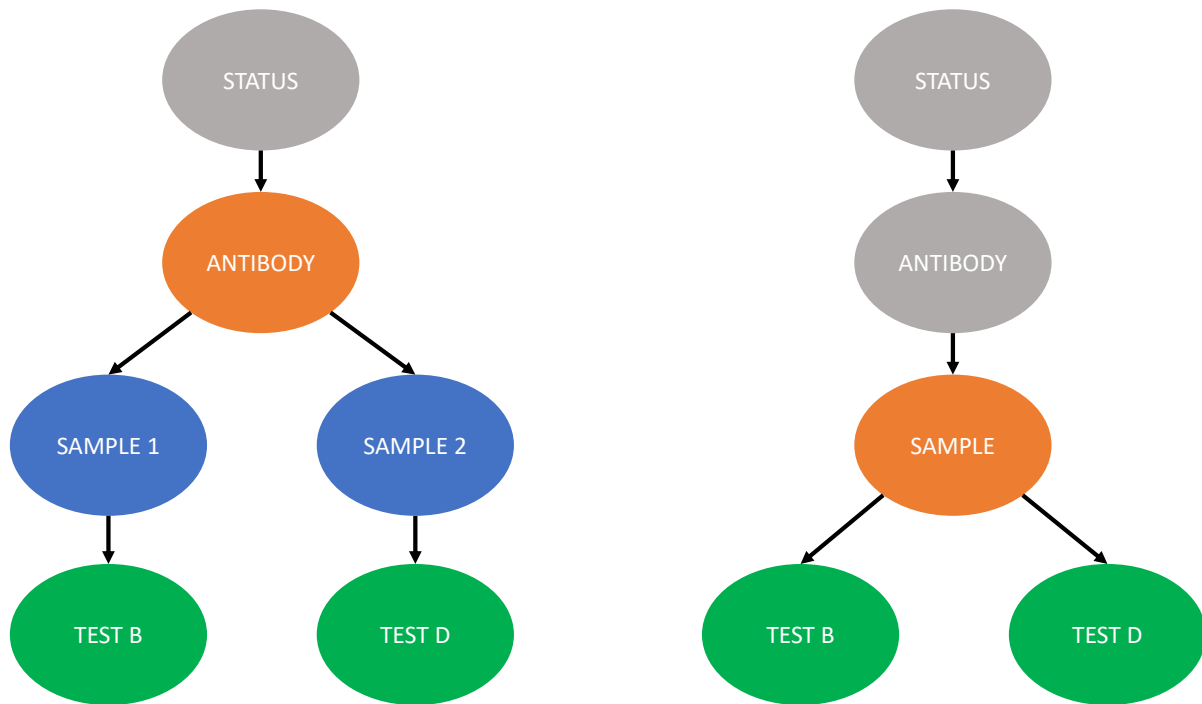 STATUS
ANTIBODY
SAMPLE 1
SAMPLE 2
TEST B
TEST D
STATUS
ANTIBODY
SAMPLE
TEST B
TEST D